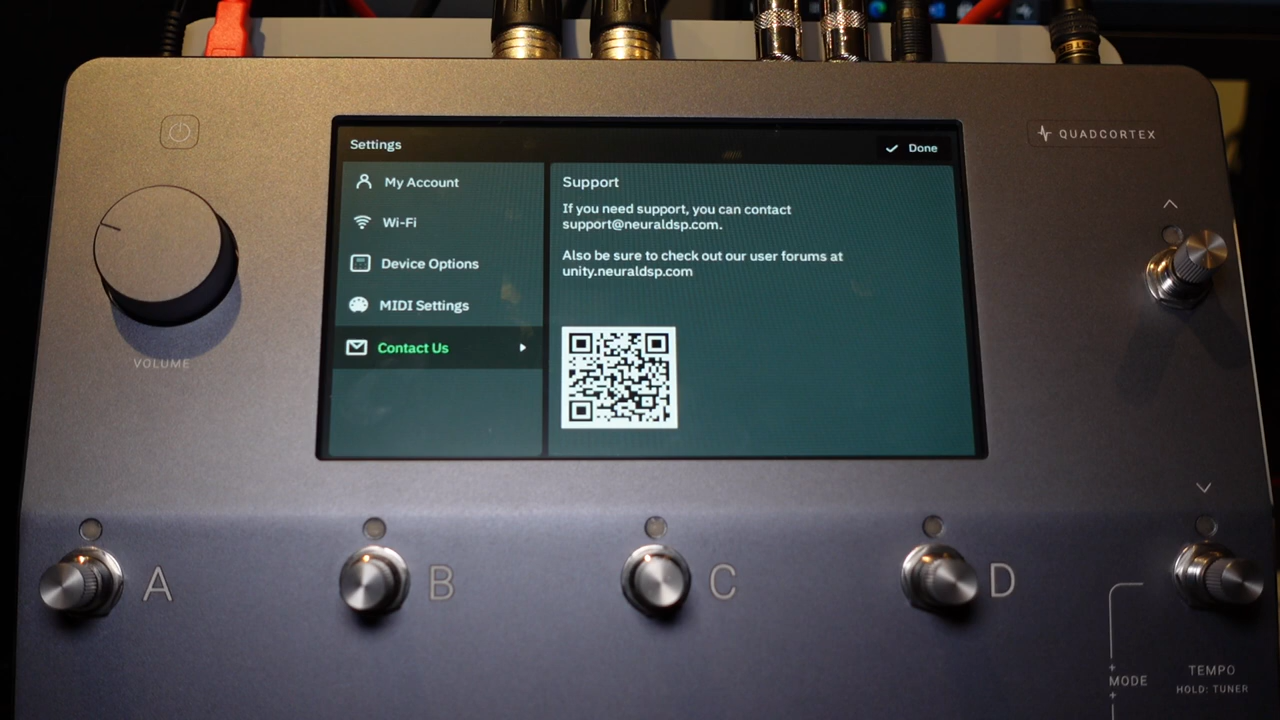 Settings
Done
QUADCORTEX
My Account
Wi-Fi
Device Options
MIDI Settings
Contact Us
Support
If you need support, you can contact
support@neuraldsp.com.
Also be sure to check out our user forums at
unity.neuraldsp.com
VOLUME
A
B
C
D
MODE
TEMPO
HOLD: TUNER